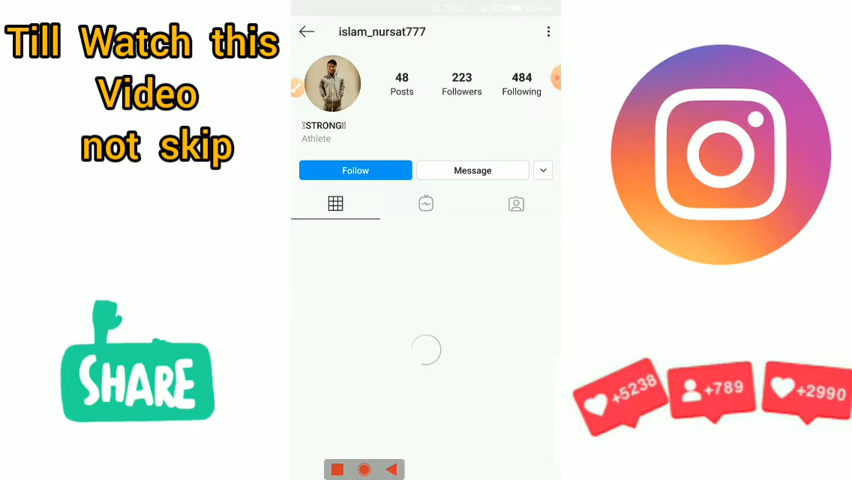 Till Watch this
Video
not skip
islam_nursat777
48
Posts
223
Followers
484
Following
STRONG
Athlete
Follow
Message
SHARE
+5238
+789
+2990